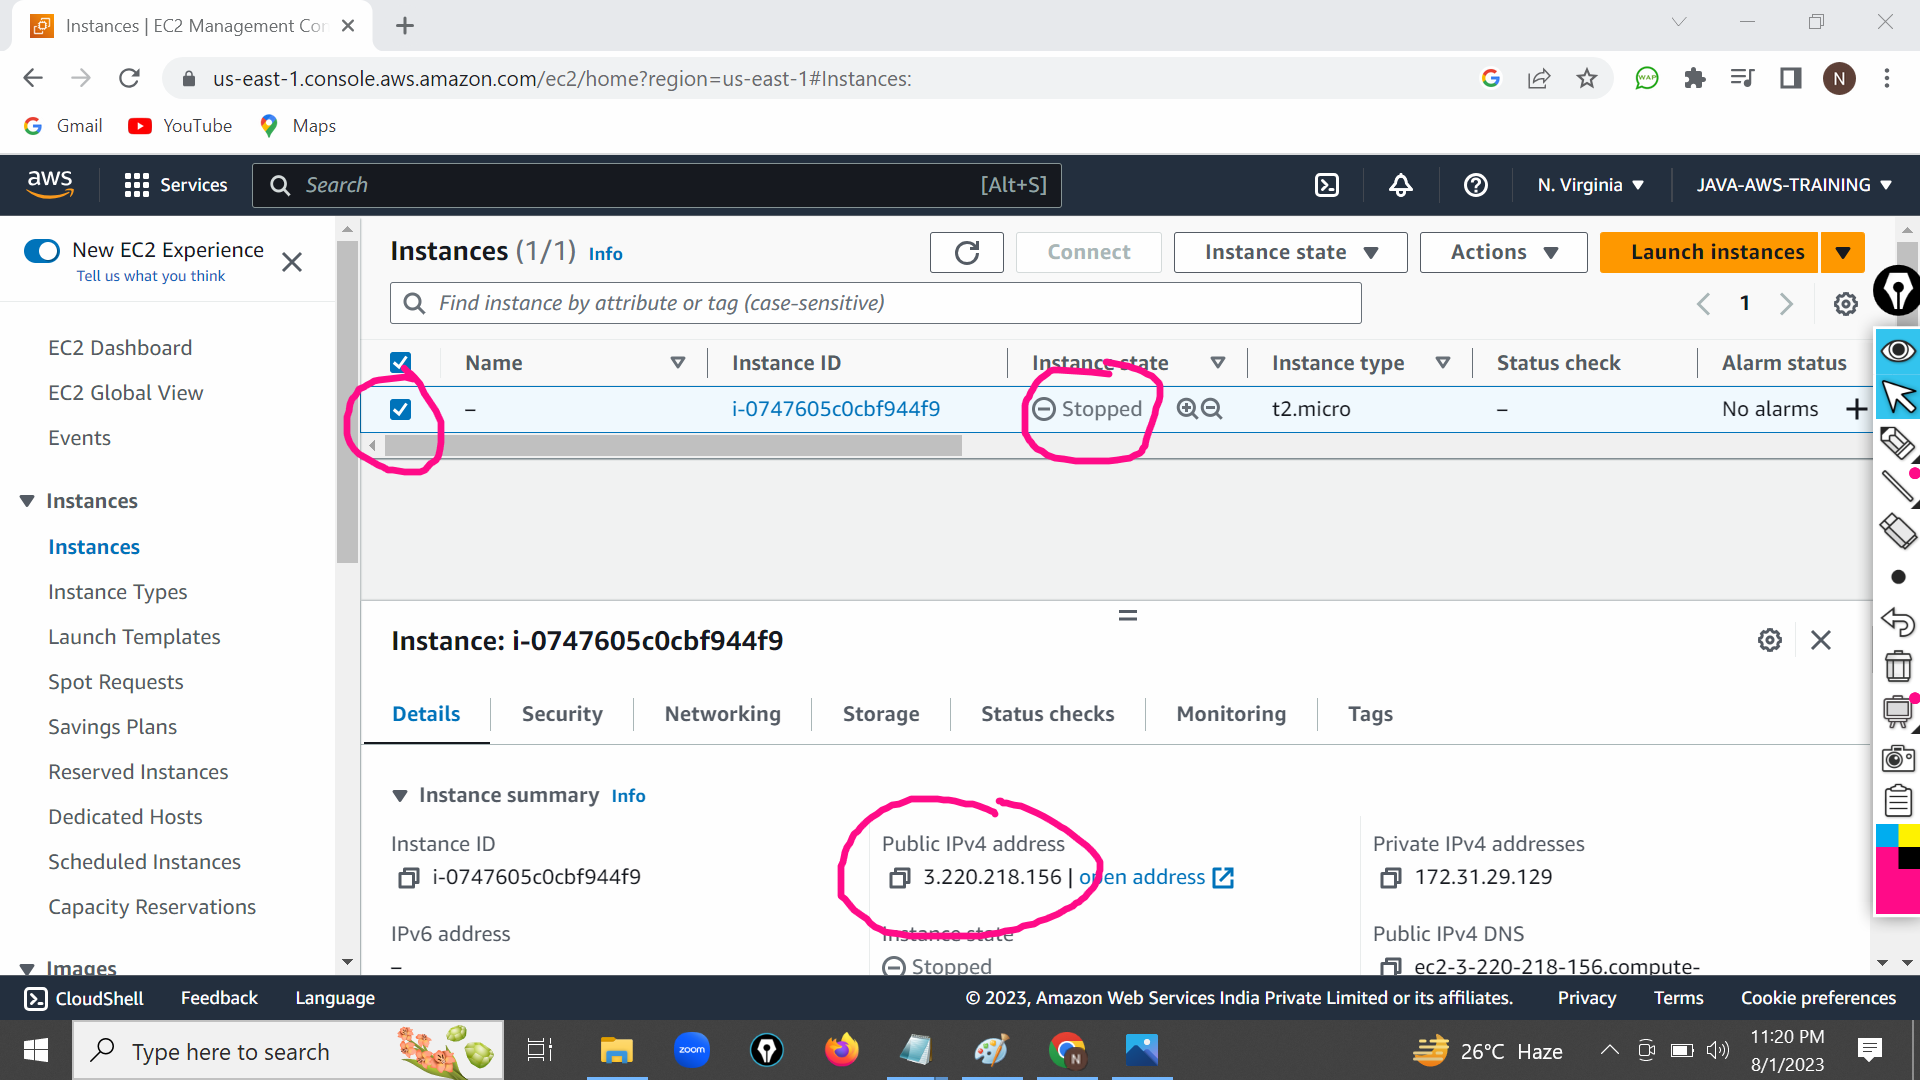 Instances | EC2 Management Con
us-east-1.console.aws.amazon.com/ec2/home?region=us-east-1#Instances:
WAP
N
Gmail
YouTube
Maps
aws
Services
Search
[Alt+S]
N. Virginia
JAVA-AWS-TRAINING
New EC2 Experience
Tell us what you think
EC2 Dashboard
EC2 Global View
Events
Instances
Instances
Instance Types
Launch Templates
Spot Requests
Savings Plans
Reserved Instances
Dedicated Hosts
Scheduled Instances
Capacity Reservations
Images
Instances (1/1) Info
Connect
Instance state
Actions
Launch instances
Find instance by attribute or tag (case-sensitive)
1
Name
Instance ID
Instance state
Instance type
Status check
Alarm status
–
i-0747605c0cbf944f9
Stopped
t2.micro
–
No alarms
Instance: i-0747605c0cbf944f9
Details
Security
Networking
Storage
Status checks
Monitoring
Tags
Instance summary Info
Instance ID
i-0747605c0cbf944f9
Public IPv4 address
3.220.218.156 | open address
Private IPv4 addresses
172.31.29.129
IPv6 address
–
Instance state
Stopped
Public IPv4 DNS
ec2-3-220-218-156.compute-
CloudShell
Feedback
Language
© 2023, Amazon Web Services India Private Limited or its affiliates.
Privacy
Terms
Cookie preferences
Type here to search
zoom
N
26°C Haze
11:20 PM
8/1/2023